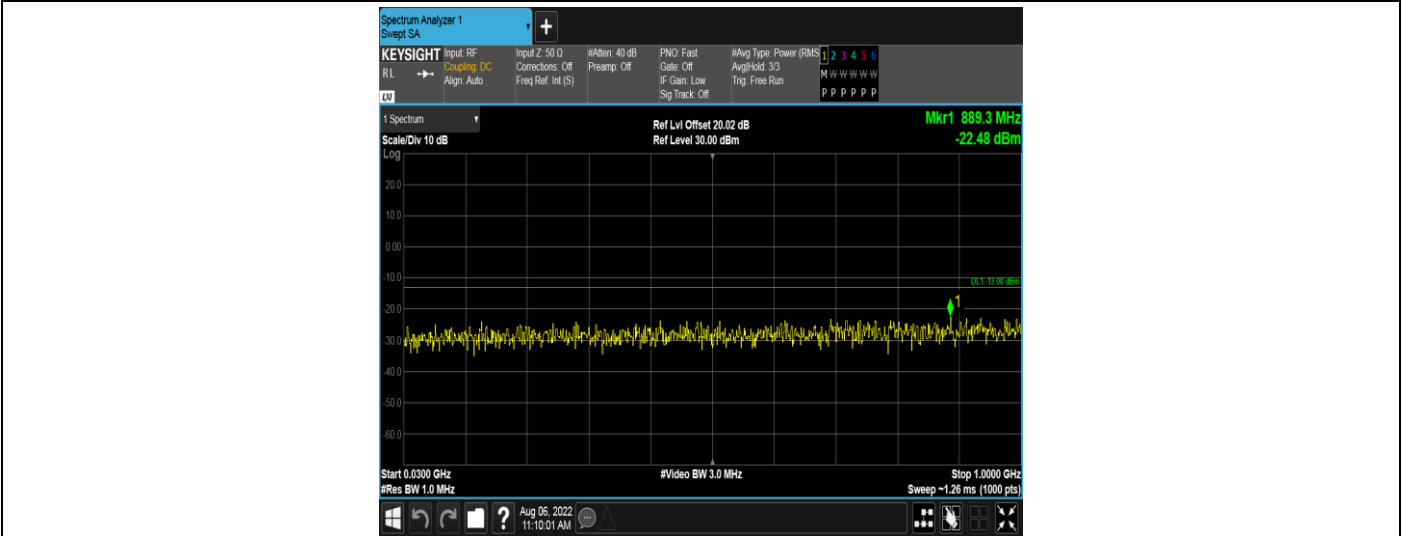 Spectrum Analyzer 1
Swept SA
+
KEYSIGHT
RL
LXI
Input: RF
Coupling: DC
Align: Auto
Input Z: 50 Ω
Corrections: Off
Freq Ref: Int (S)
#Atten: 40 dB
Preamp: Off
PNO: Fast
Gate: Off
IF Gain: Low
Sig Track: Off
#Avg Type: Power (RMS
Avg|Hold: 3/3
Trig: Free Run
1 2 3 4 5 6
M W W W W W
P P P P P P
1 Spectrum
Scale/Div 10 dB
Ref Lvl Offset 20.02 dB
Ref Level 30.00 dBm
Mkr1 889.3 MHz
-22.48 dBm
Log
20.0
10.0
0.00
-10.0
DL1 -13.00 dBm
1
-20.0
-30.0
-40.0
-50.0
-60.0
Start 0.0300 GHz
#Video BW 3.0 MHz
Stop 1.0000 GHz
#Res BW 1.0 MHz
Sweep ~1.26 ms (1000 pts)
?
Aug 06, 2022
11:10:01 AM